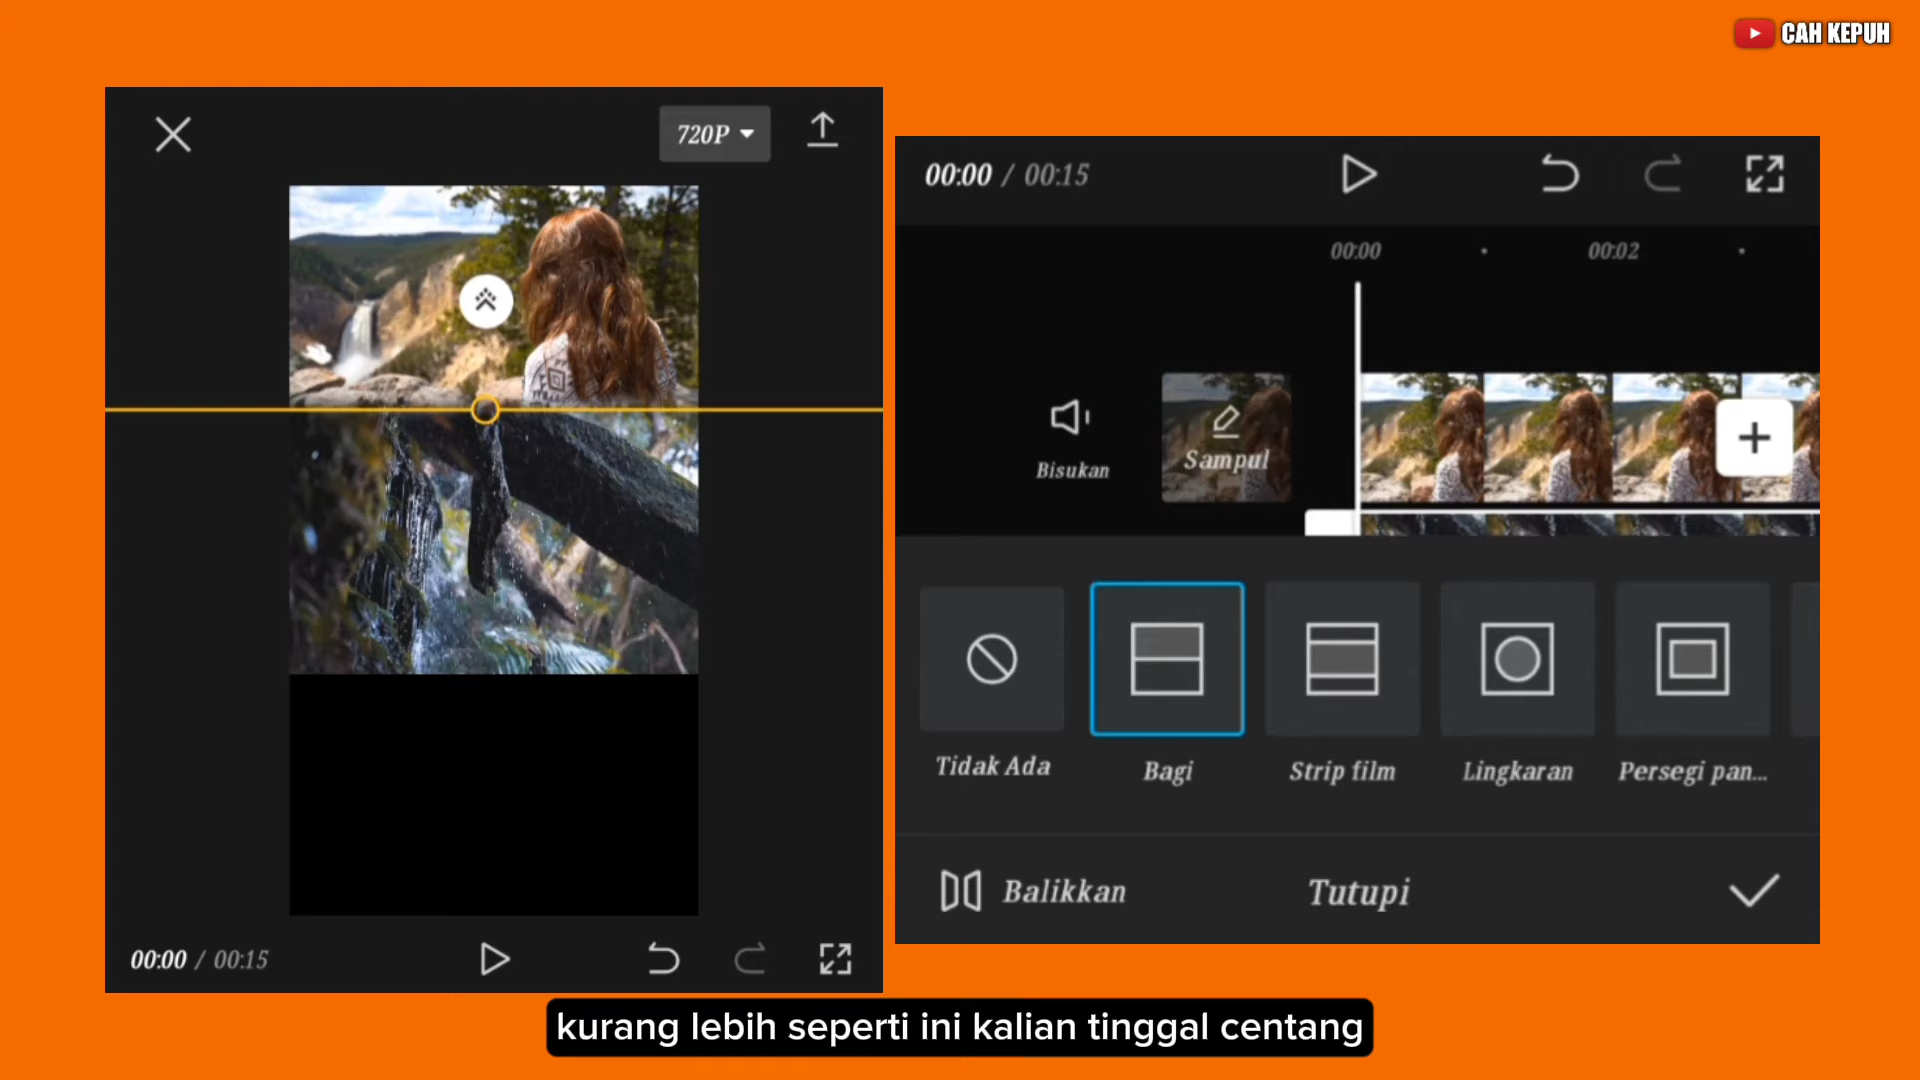 CAH KEPUH
720P
00:00 / 00:15
00:00 / 00:15
00:00
00:02
Bisukan
Sampul
Tidak Ada
Bagi
Strip film
Lingkaran
Persegi pan...
Balikkan
Tutupi
kurang lebih seperti ini kalian tinggal centang